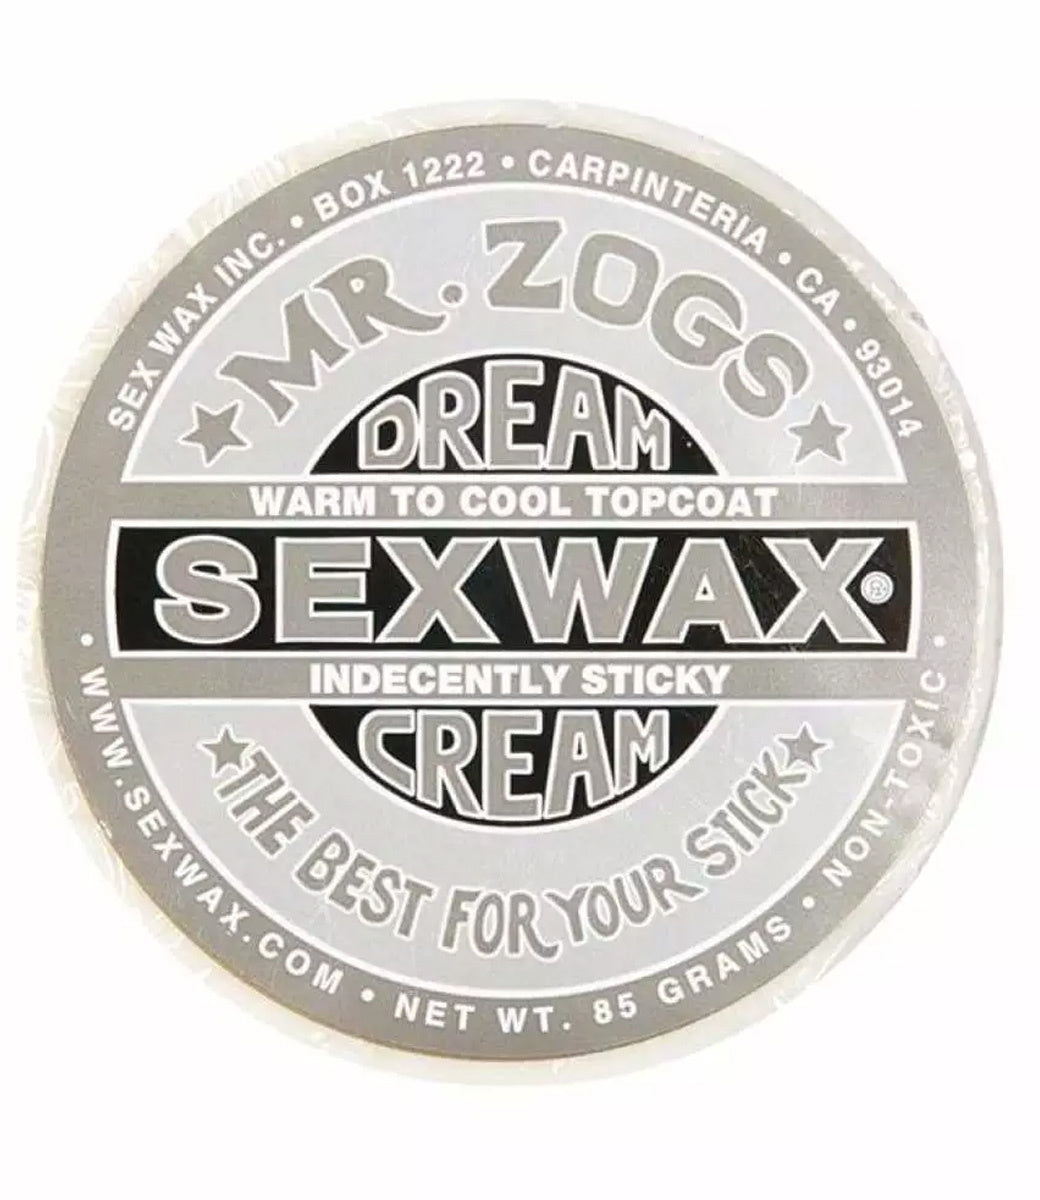 SEX WAX INC. • BOX 1222 • CARPINTERIA • CA • 93014
MR. ZOGS
DREAM
WARM TO COOL TOPCOAT
SEXWAX®
INDECENTLY STICKY
CREAM
THE BEST FOR YOUR STICK
• WWW.SEXWAX.COM • NET WT. 85 GRAMS • NON-TOXIC •